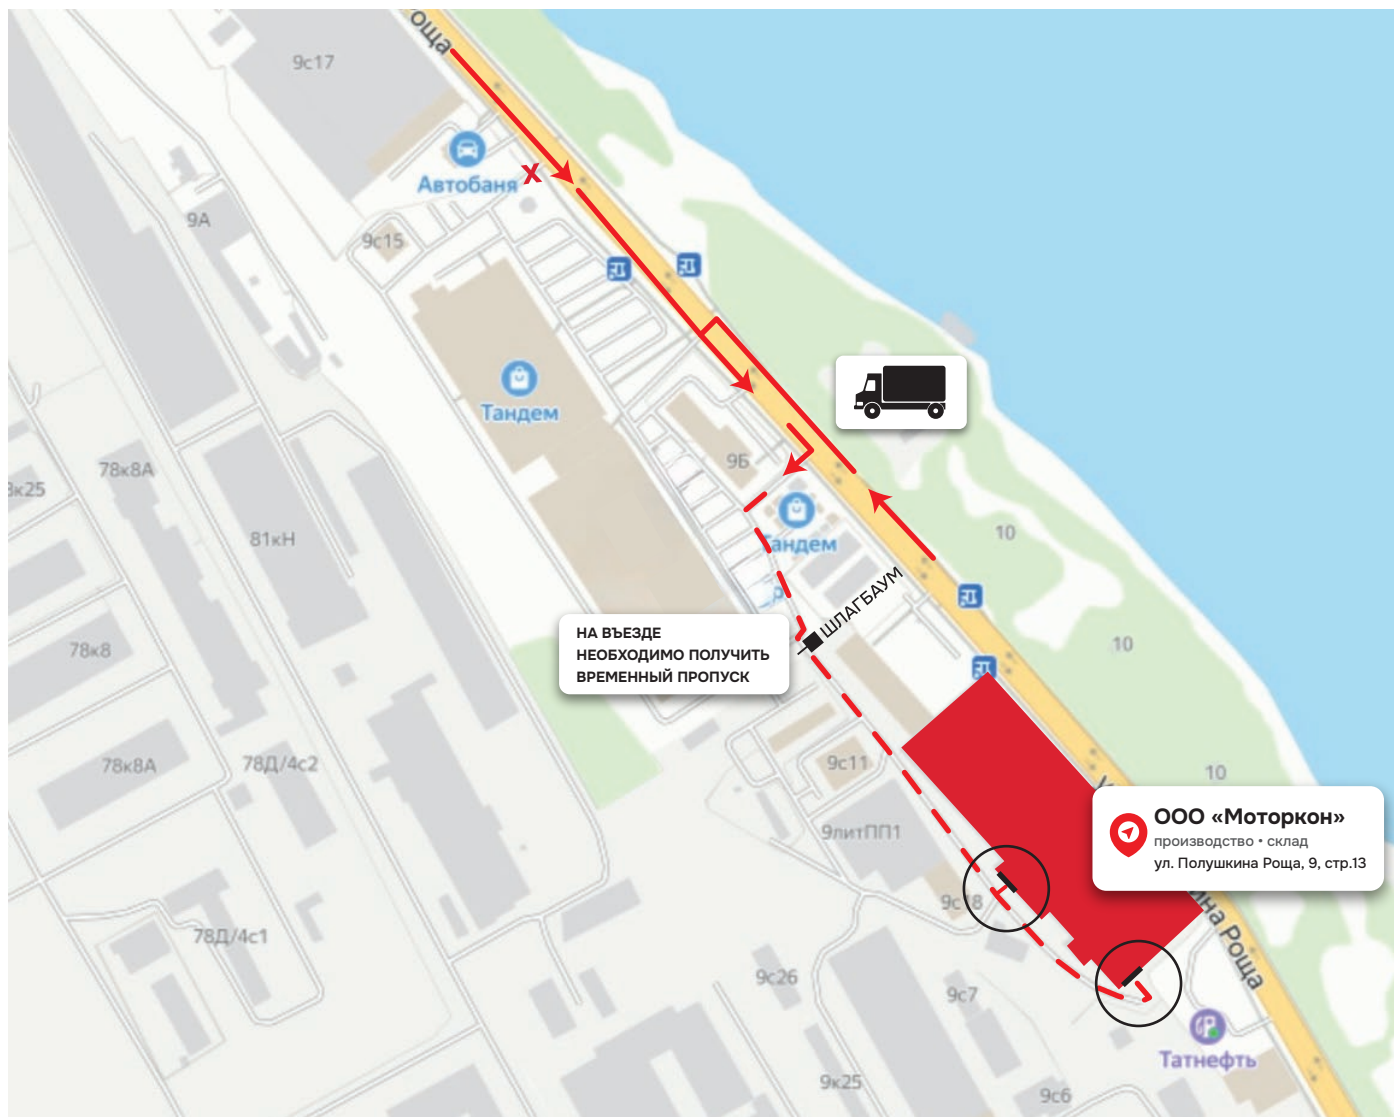 оща
9с17
Автобаня
X
9А
9с15
Тандем
78к8А
9Б
81кН
10
Тандем
ШЛАГБАУМ
НА ВЪЕЗДЕ
НЕОБХОДИМО ПОЛУЧИТЬ
ВРЕМЕННЫЙ ПРОПУСК
78к8
10
78к8А
78Д/4с2
9с11
10
ООО «Моторкон»
производство • склад
ул. Полушкина Роща, 9, стр.13
9литПП1
9с18
ина Роща
78Д/4с1
9с26
9с7
Татнефть
9к25
9с6